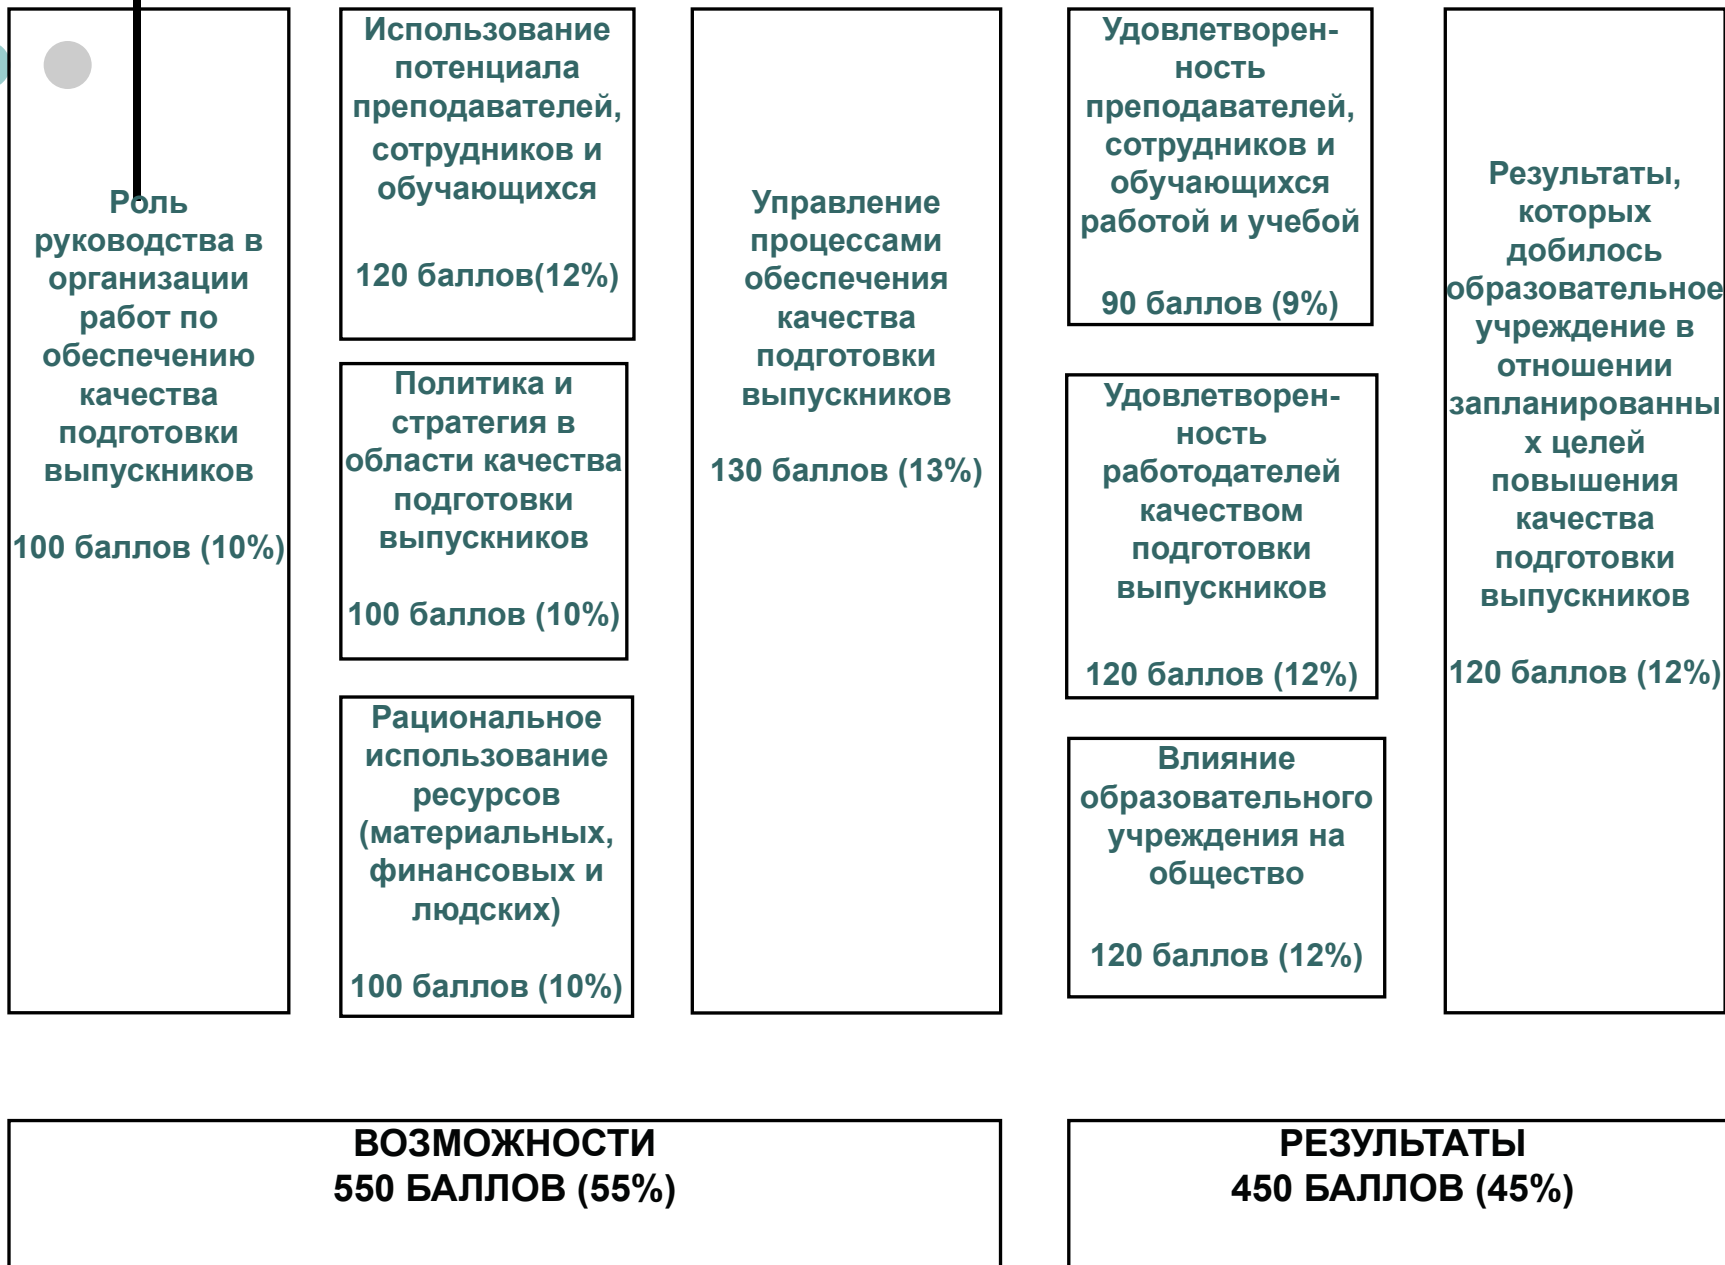 Роль
руководства в
организации
работ по
обеспечению
качества
подготовки
выпускников
100 баллов (10%)
Использование
потенциала
преподавателей,
сотрудников и
обучающихся
120 баллов(12%)
Политика и
стратегия в
области качества
подготовки
выпускников
100 баллов (10%)
Рациональное
использование
ресурсов
(материальных,
финансовых и
людских)
100 баллов (10%)
Управление
процессами
обеспечения
качества
подготовки
выпускников
130 баллов (13%)
Удовлетворен-
ность
преподавателей,
сотрудников и
обучающихся
работой и учебой
90 баллов (9%)
Удовлетворен-
ность
работодателей
качеством
подготовки
выпускников
120 баллов (12%)
Влияние
образовательного
учреждения на
общество
120 баллов (12%)
Результаты,
которых
добилось
образовательное
учреждение в
отношении
запланированны
х целей
повышения
качества
подготовки
выпускников
120 баллов (12%)
ВОЗМОЖНОСТИ
550 БАЛЛОВ (55%)
РЕЗУЛЬТАТЫ
450 БАЛЛОВ (45%)